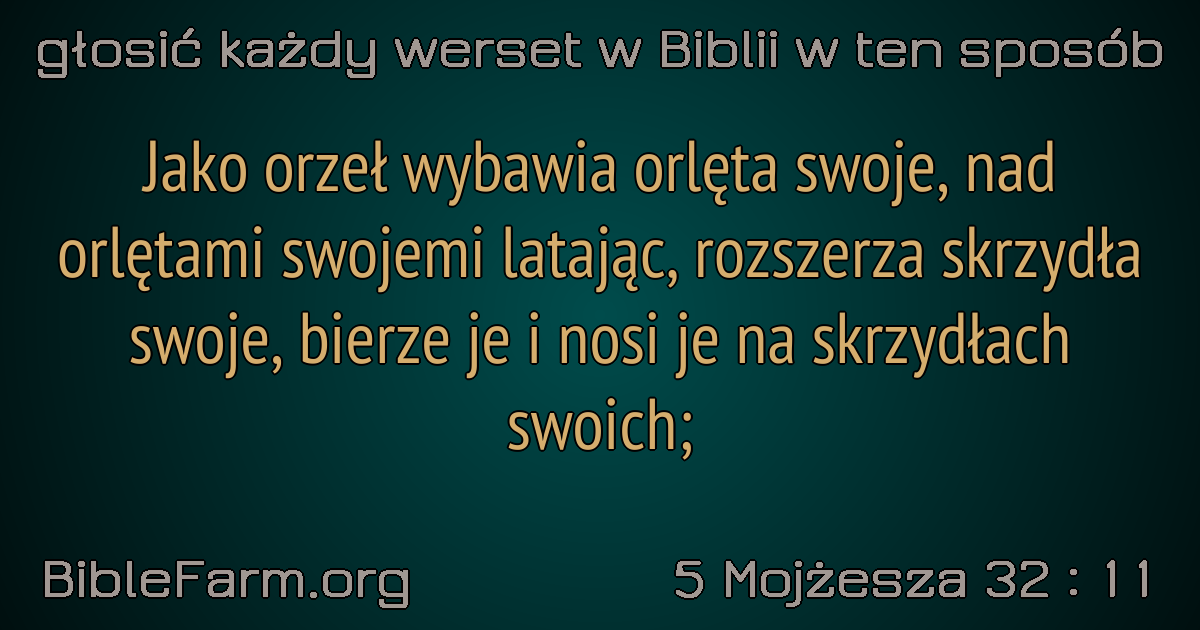 głosić każdy werset w Biblii w ten sposób
Jako orzeł wybawia orlęta swoje, nad
orlętami swojemi latając, rozszerza skrzydła
swoje, bierze je i nosi je na skrzydłach
swoich;
BibleFarm.org
5 Mojżesza 32 : 11